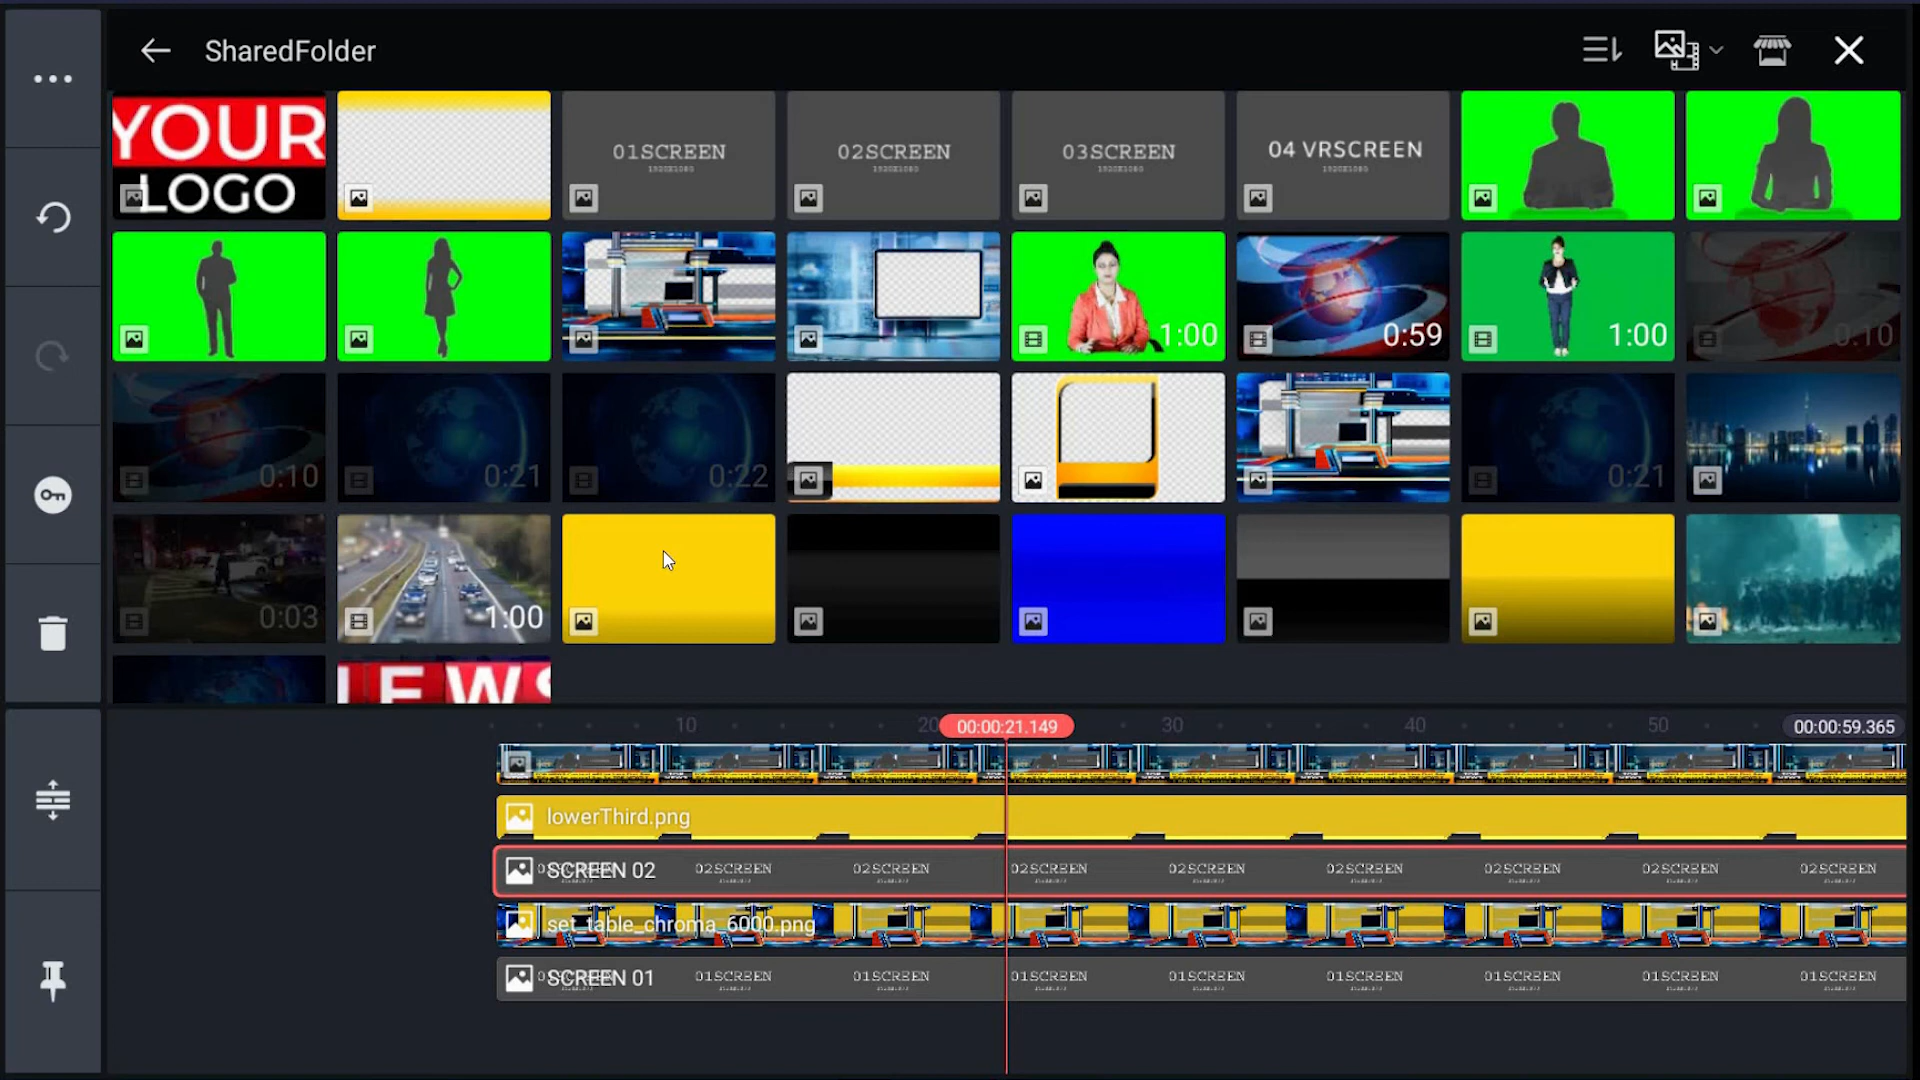 SharedFolder
YOUR
LOGO
01SCREEN
1920X1080
02SCREEN
1920X1080
03SCREEN
1920X1080
04 VRSCREEN
1920X1080
1:00
0:59
1:00
0:10
0:10
0:21
0:22
0:21
0:03
1:00
NEWS
10
20
00:00:21.149
30
40
50
00:00:59.365
lowerThird.png
SCREEN 02
02SCREEN
02SCREEN
02SCREEN
02SCREEN
02SCREEN
02SCREEN
02SCREEN
02SCREEN
set_table_chroma_6000.png
SCREEN 01
01SCREEN
01SCREEN
01SCREEN
01SCREEN
01SCREEN
01SCREEN
01SCREEN
01SCREEN